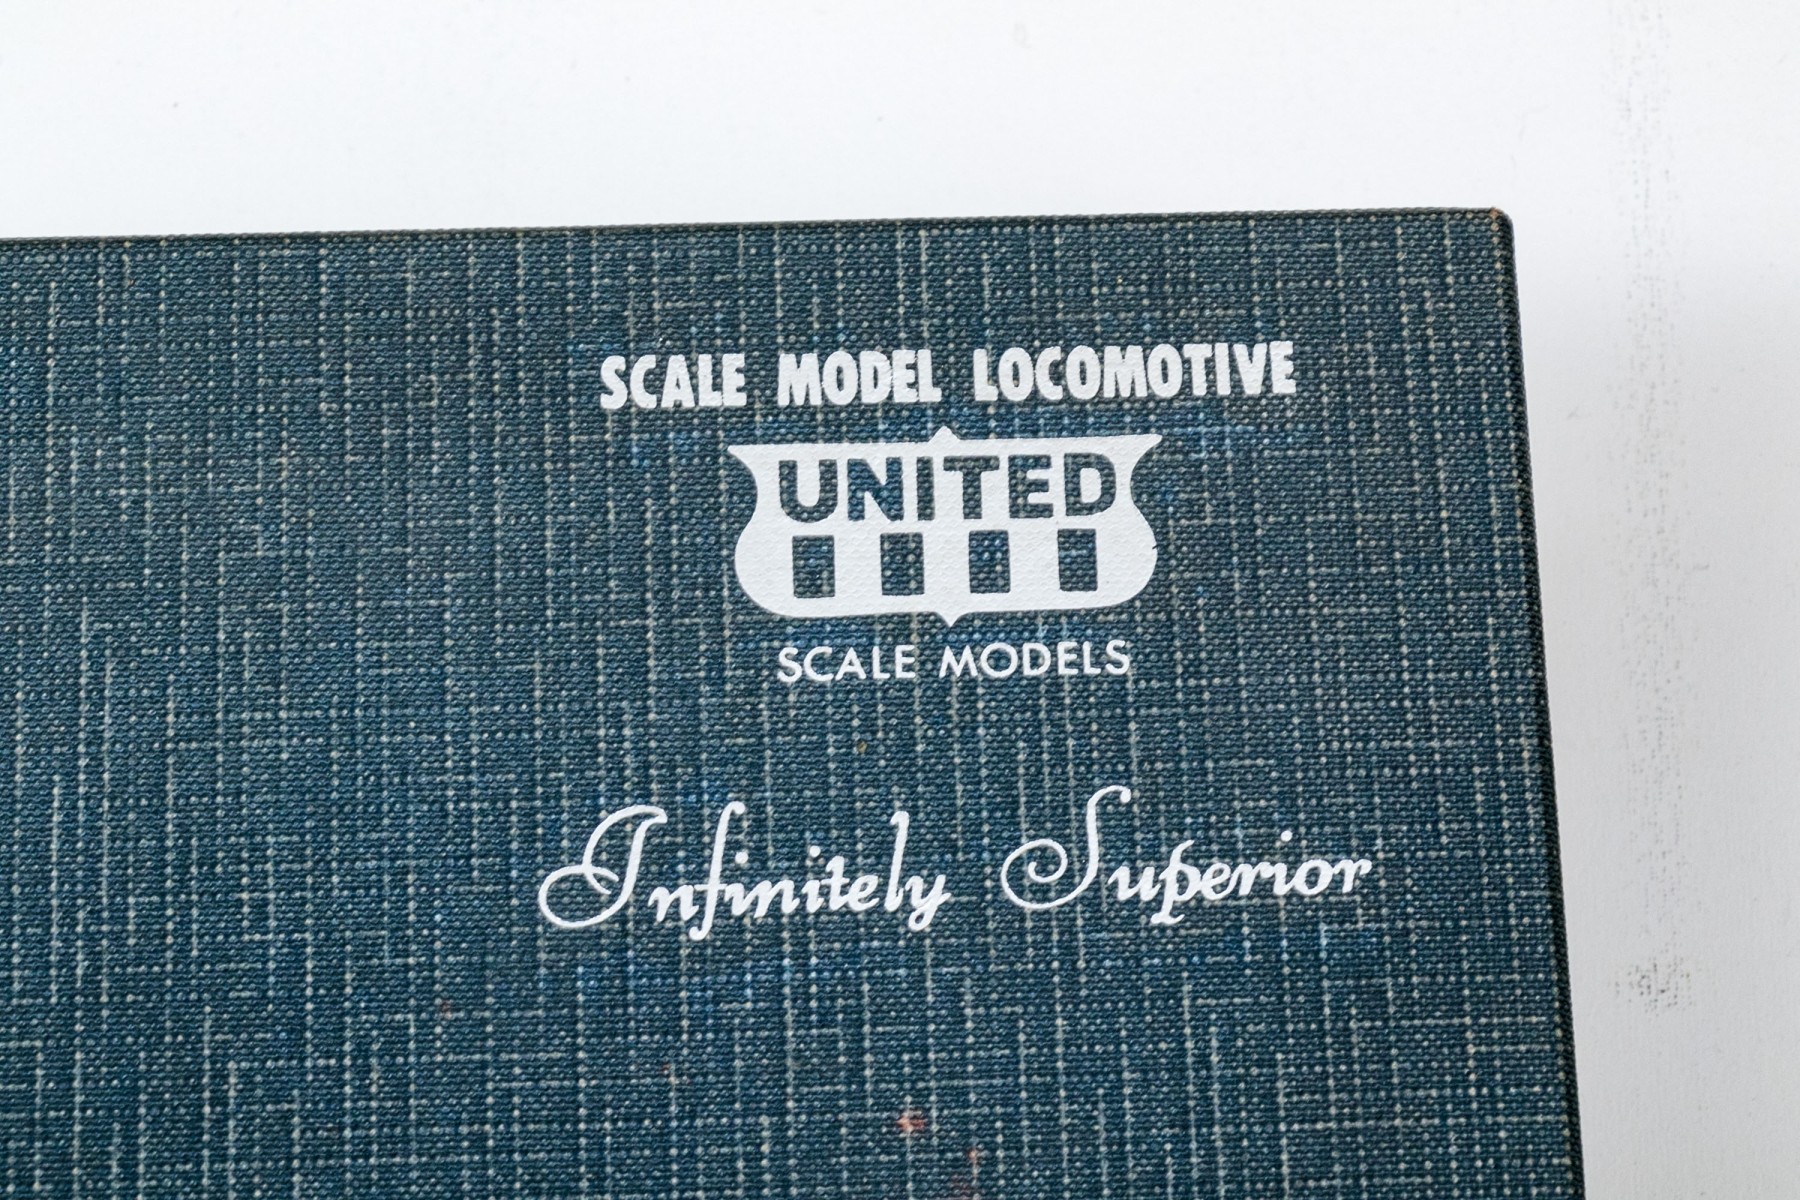 SCALE MODEL LOCOMOTIVE
UNITED
SCALE MODELS
Infinitely Superior